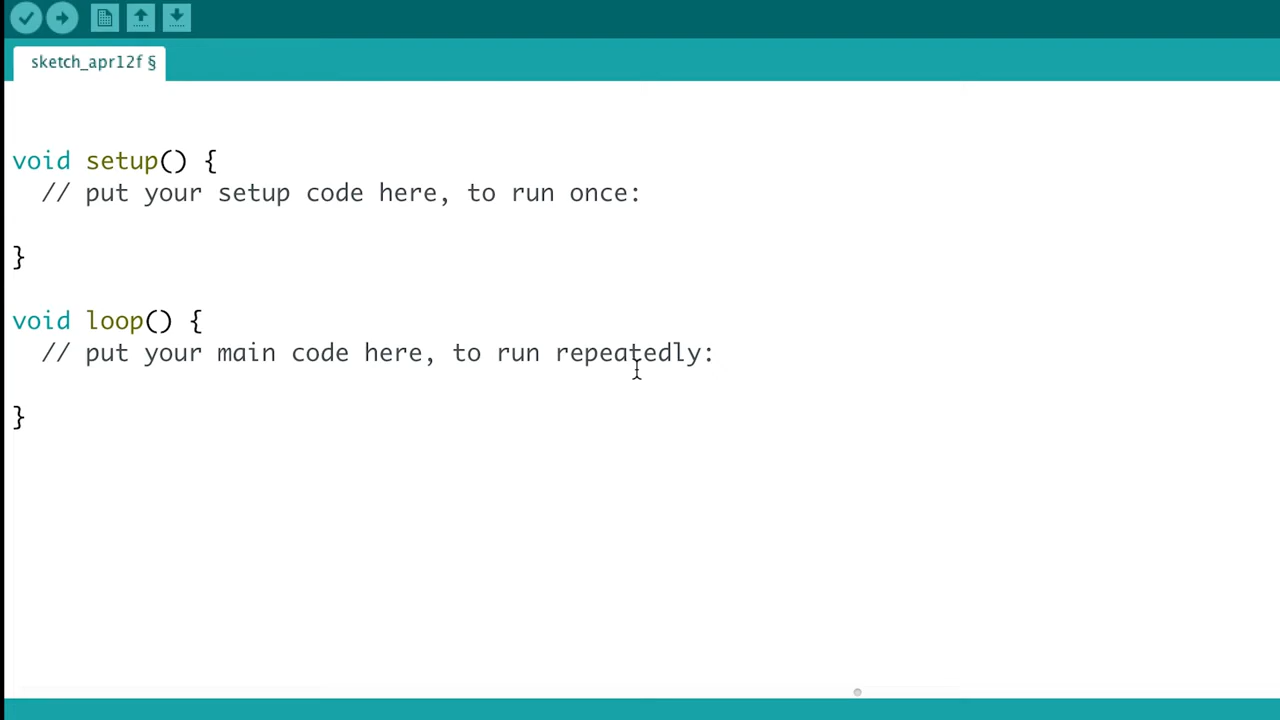 sketch_apr12f §
void setup() {
  // put your setup code here, to run once:
}
void loop() {
  // put your main code here, to run repeatedly:
}